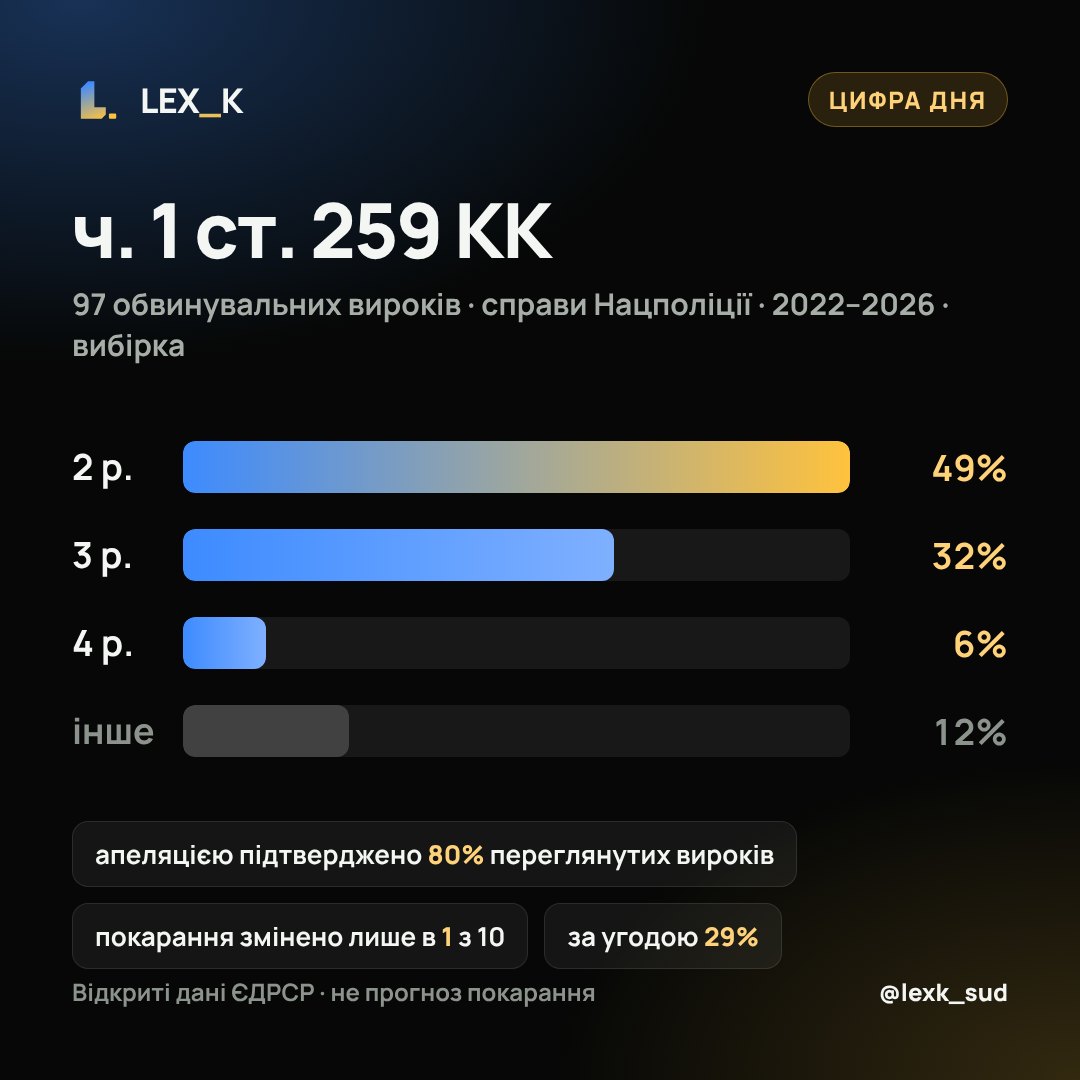 LEX_K
ЦИФРА ДНЯ
ч. 1 ст. 259 КК
97 обвинувальних вироків · справи Нацполіції · 2022–2026 ·
вибірка
2 р. 49%
3 р. 32%
4 р. 6%
інше 12%
апеляцією підтверджено 80% переглянутих вироків
покарання змінено лише в 1 з 10
за угодою 29%
Відкриті дані ЄДРСР · не прогноз покарання
@lexk_sud